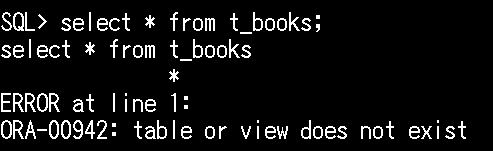 SQL> select * from t_books;
select * from t_books
*
ERROR at line 1:
ORA-00942: table or view does not exist